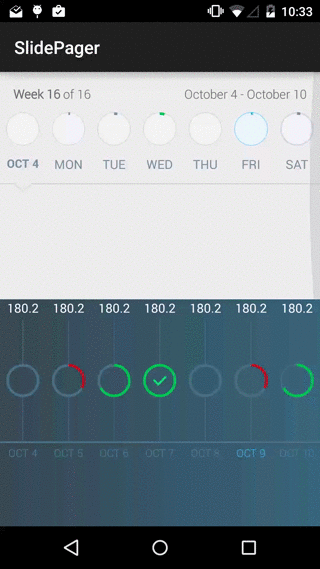 10:33
SlidePager
Week 16 of 16 October 4 - October 10
OCT 4 MON TUE WED THU FRI SAT
180.2 180.2 180.2 180.2 180.2 180.2 180.2
OCT 4 OCT 5 OCT 6 OCT 7 OCT 8 OCT 9 OCT 10